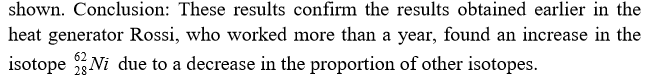 shown. Conclusion: These results confirm the results obtained earlier in the
heat generator Rossi, who worked more than a year, found an increase in the
isotope ⁶²₂₈Ni due to a decrease in the proportion of other isotopes.